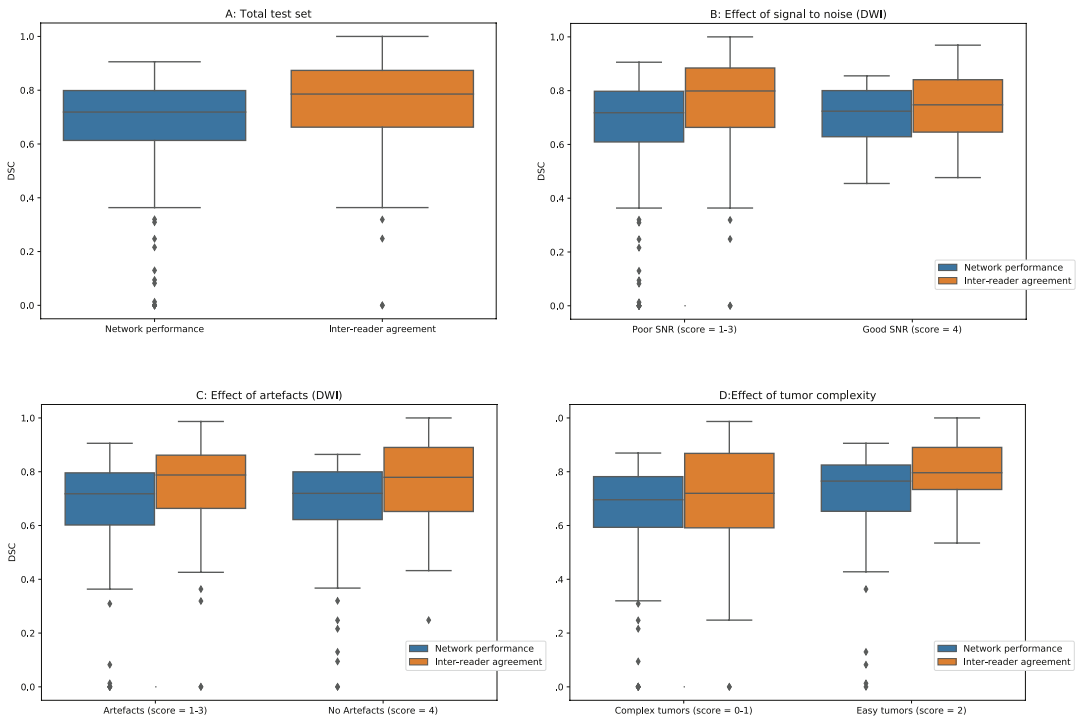 A: Total test set
1.0
0.8
0.6
0.4
0.2
0.0
DSC
Network performance
Inter-reader agreement
B: Effect of signal to noise (DWI)
1.0
0.8
0.6
0.4
0.2
0.0
DSC
Network performance
Inter-reader agreement
Poor SNR (score = 1-3)
Good SNR (score = 4)
C: Effect of artefacts (DWI)
1.0
0.8
0.6
0.4
0.2
0.0
DSC
Network performance
Inter-reader agreement
Artefacts (score = 1-3)
No Artefacts (score = 4)
D:Effect of tumor complexity
1.0
.8
.6
.4
.2
.0
Network performance
Inter-reader agreement
Complex tumors (score = 0-1)
Easy tumors (score = 2)